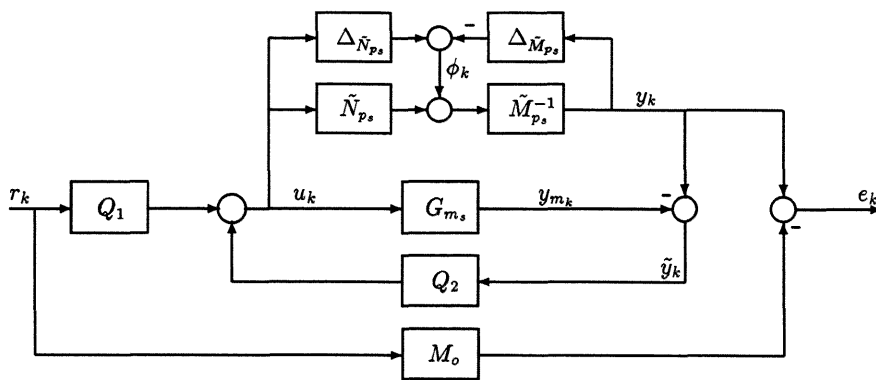 Δ_{Ñ_{p_s}} - Δ_{M̃_{p_s}}
ϕ_k
Ñ_{p_s} M̃_{p_s}^{-1} y_k
r_k Q_1 u_k G_{m_s} y_{m_k} - - e_k
Q_2 ỹ_k
M_o